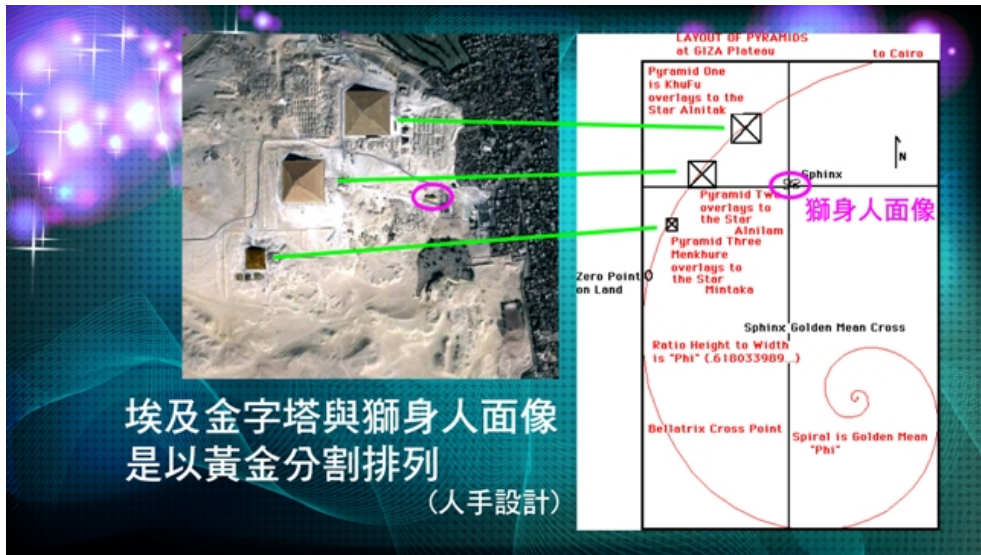 LAYOUT OF PYRAMIDS
at GIZA Plateau
to Cairo
Pyramid One
is KhuFu
overlays to the
Star Alnitak
N
Sphinx
獅身人面像
Pyramid Two
overlays to
the Star
Alnilam
Pyramid Three
Menkhure
overlays to
the Star
Mintaka
Zero Point
on Land
Sphinx Golden Mean Cross
Ratio Height to Width
is "Phi" (.618033989...)
Bellatrix Cross Point
Spiral is Golden Mean
"Phi"
埃及金字塔與獅身人面像
是以黃金分割排列
(人手設計)